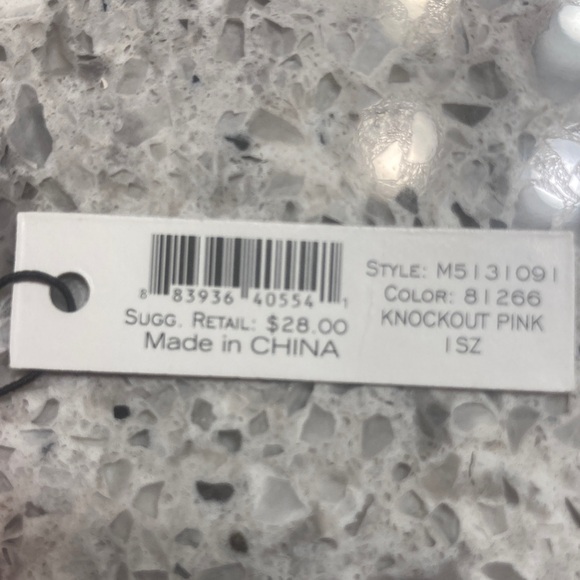 8 83936 40554 1
SUGG. RETAIL: $28.00
Made in CHINA
STYLE: M5131091
COLOR: 81266
KNOCKOUT PINK
1SZ